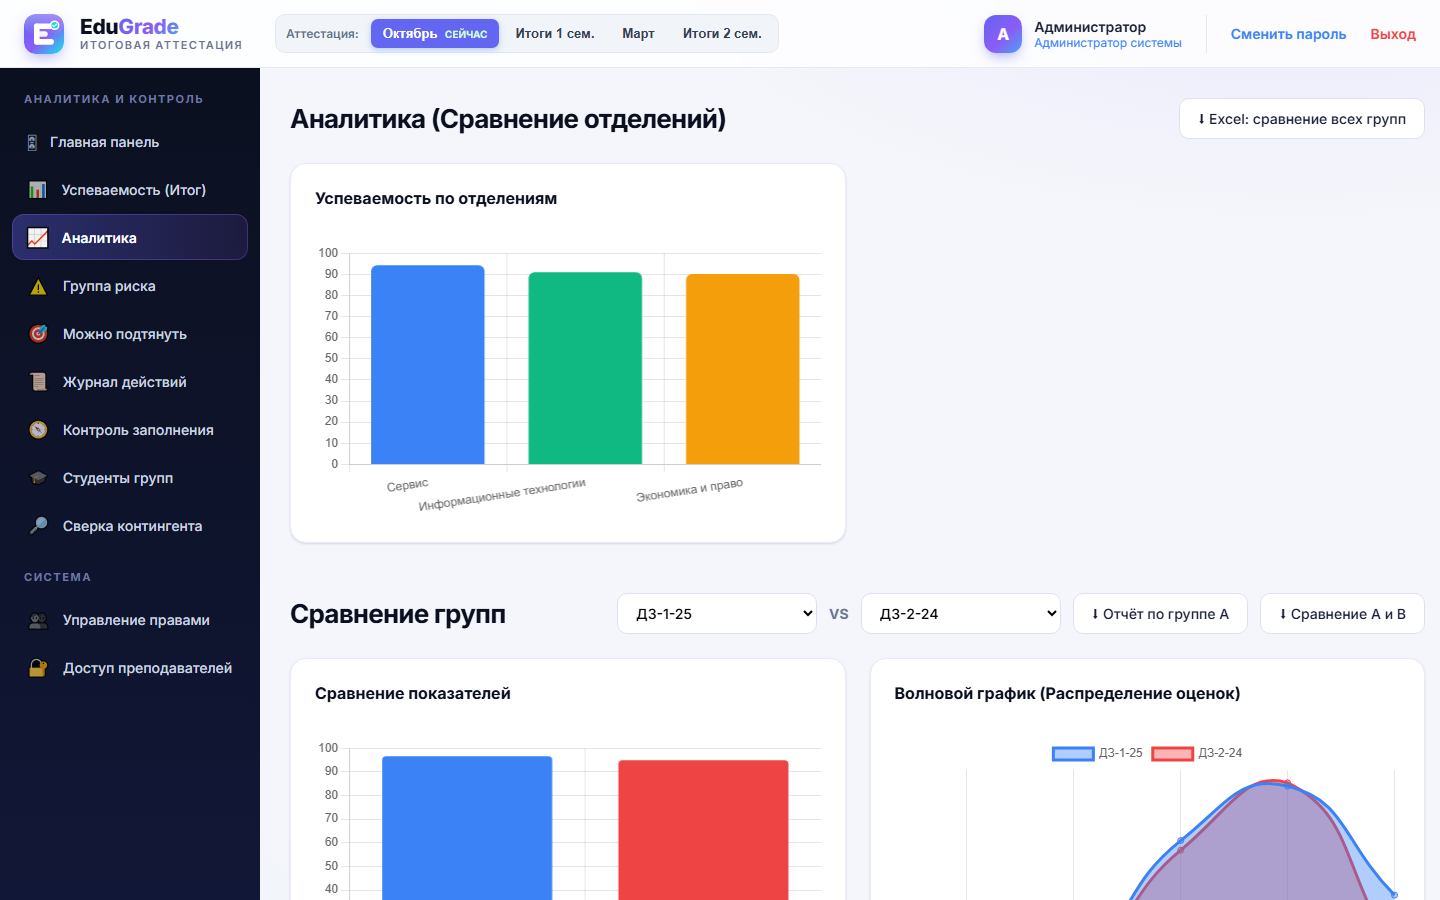 EduGrade
ИТОГОВАЯ АТТЕСТАЦИЯ
Аттестация:
Октябрь СЕЙЧАС
Итоги 1 сем.
Март
Итоги 2 сем.
А
Администратор
Администратор системы
Сменить пароль
Выход
АНАЛИТИКА И КОНТРОЛЬ
Главная панель
Успеваемость (Итог)
Аналитика
Группа риска
Можно подтянуть
Журнал действий
Контроль заполнения
Студенты групп
Сверка контингента
СИСТЕМА
Управление правами
Доступ преподавателей
Аналитика (Сравнение отделений)
⭳ Excel: сравнение всех групп
Успеваемость по отделениям
100
90
80
70
60
50
40
30
20
10
0
Сервис
Информационные технологии
Экономика и право
Сравнение групп
ДЗ-1-25
VS
ДЗ-2-24
⭳ Отчёт по группе А
⭳ Сравнение А и В
Сравнение показателей
100
90
80
70
60
50
40
Волновой график (Распределение оценок)
ДЗ-1-25
ДЗ-2-24